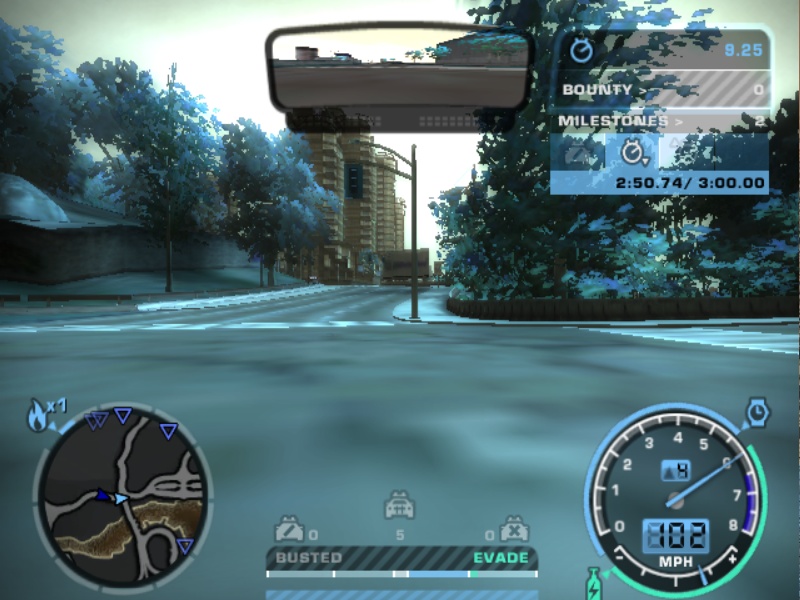 9.25
BOUNTY > 0
MILESTONES > 2
2:50.74/ 3:00.00
x1
0 1 2 3 4 5 6 7 8
4
102
MPH
0 5 0
BUSTED EVADE